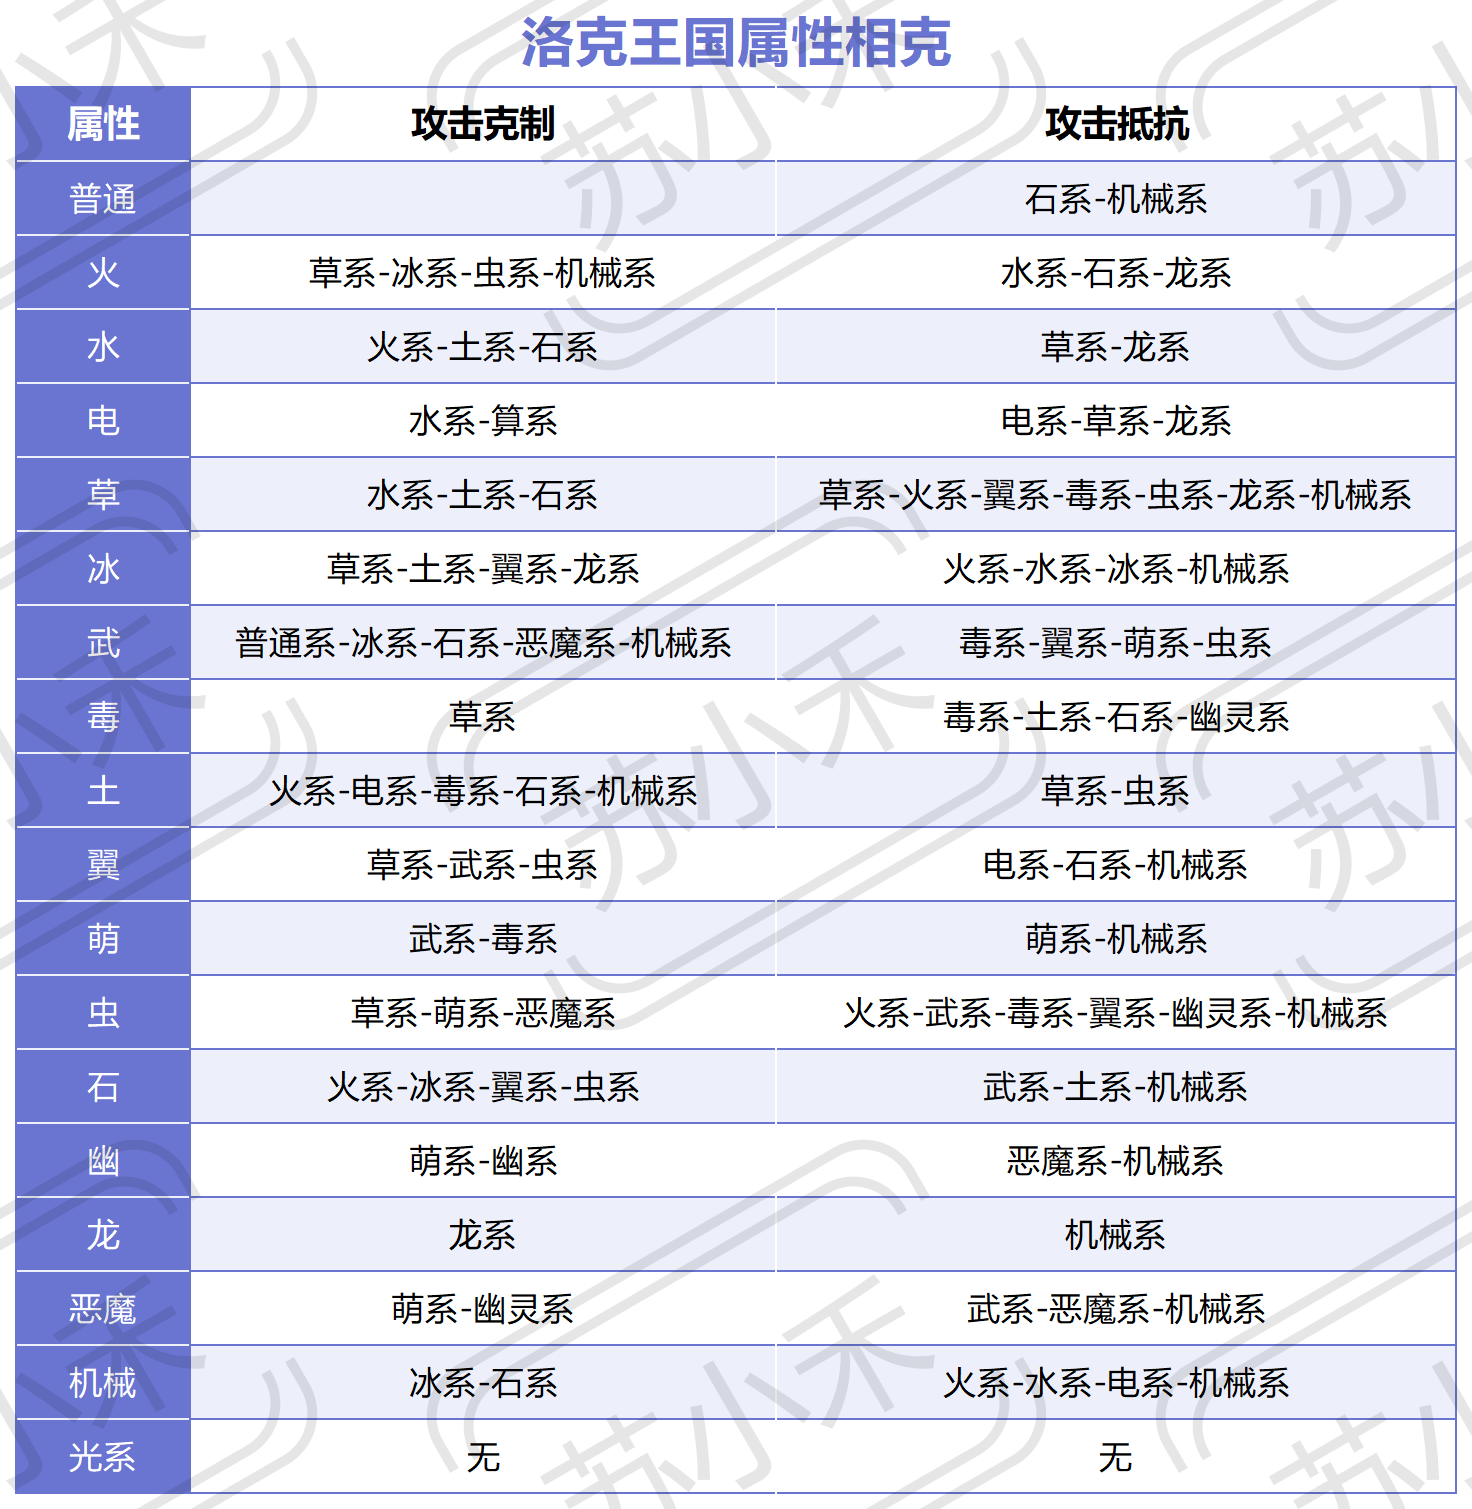 洛克王国属性相克
属性 攻击克制 攻击抵抗
普通 石系-机械系
火 草系-冰系-虫系-机械系 水系-石系-龙系
水 火系-土系-石系 草系-龙系
电 水系-算系 电系-草系-龙系
草 水系-土系-石系 草系-火系-翼系-毒系-虫系-龙系-机械系
冰 草系-土系-翼系-龙系 火系-水系-冰系-机械系
武 普通系-冰系-石系-恶魔系-机械系 毒系-翼系-萌系-虫系
毒 草系 毒系-土系-石系-幽灵系
土 火系-电系-毒系-石系-机械系 草系-虫系
翼 草系-武系-虫系 电系-石系-机械系
萌 武系-毒系 萌系-机械系
虫 草系-萌系-恶魔系 火系-武系-毒系-翼系-幽灵系-机械系
石 火系-冰系-翼系-虫系 武系-土系-机械系
幽 萌系-幽系 恶魔系-机械系
龙 龙系 机械系
恶魔 萌系-幽灵系 武系-恶魔系-机械系
机械 冰系-石系 火系-水系-电系-机械系
光系 无 无
苏小禾